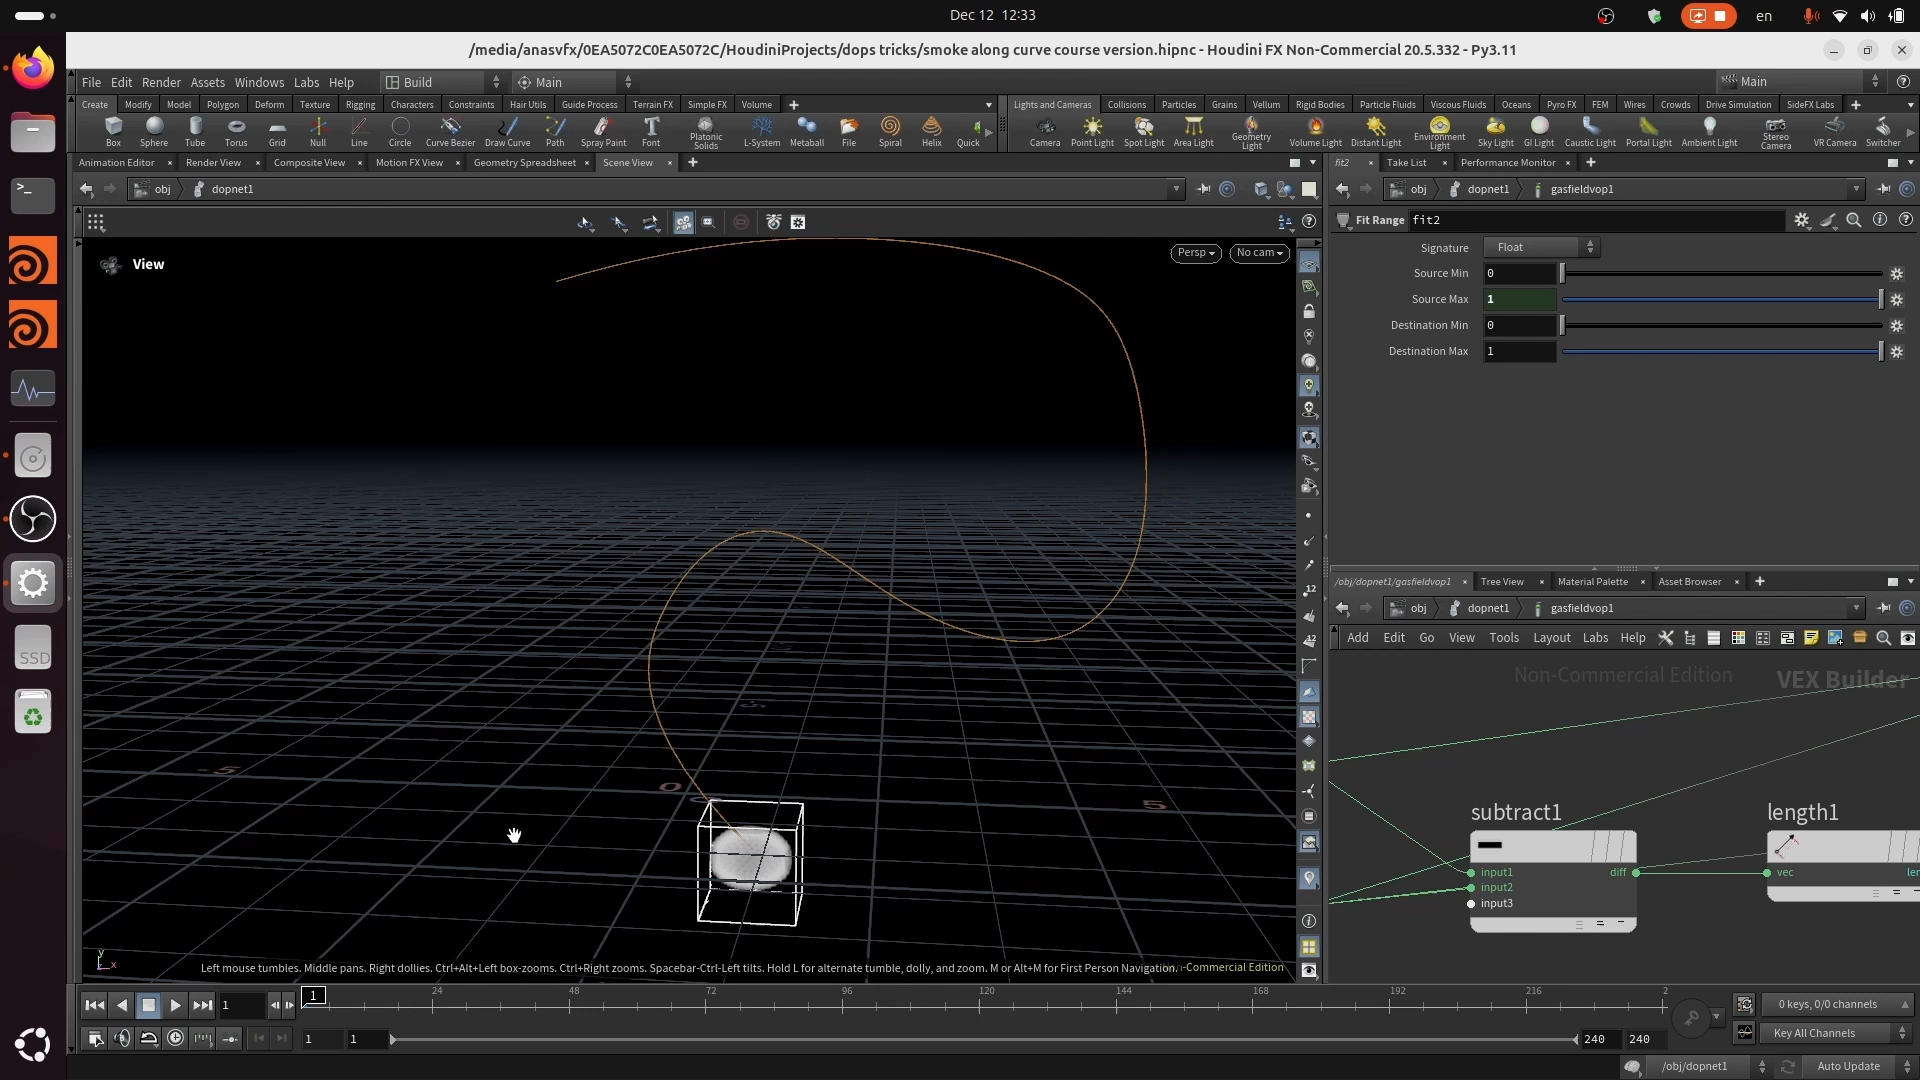 Dec 12 12:33
en
/media/anasvfx/0EA5072C0EA5072C/HoudiniProjects/dops tricks/smoke along curve course version.hipnc - Houdini FX Non-Commercial 20.5.332 - Py3.11
File Edit Render Assets Windows Labs Help Build Main Main
Create Modify Model Polygon Deform Texture Rigging Characters Constraints Hair Utils Guide Process Terrain FX Simple FX Volume
Lights and Cameras Collisions Particles Grains Vellum Rigid Bodies Particle Fluids Viscous Fluids Oceans Pyro FX FEM Wires Crowds Drive Simulation SideFX Labs
Box Sphere Tube Torus Grid Null Line Circle Curve Bezier Draw Curve Path Spray Paint Font Platonic Solids L-System Metaball File Spiral Helix Quick
Camera Point Light Spot Light Area Light Geometry Light Volume Light Distant Light Environment Light Sky Light GI Light Caustic Light Portal Light Ambient Light Stereo Camera VR Camera Switcher
Animation Editor Render View Composite View Motion FX View Geometry Spreadsheet Scene View
fit2 Take List Performance Monitor
obj dopnet1
obj dopnet1 gasfieldvop1
Fit Range fit2
Signature Float
Source Min 0
Source Max 1
Destination Min 0
Destination Max 1
View
Persp No cam
-5
0
5
Left mouse tumbles. Middle pans. Right dollies. Ctrl+Alt+Left box-zooms. Ctrl+Right zooms. Spacebar-Ctrl-Left tilts. Hold L for alternate tumble, dolly, and zoom. M or Alt+M for First Person Navigation.
n-Commercial Edition
12
12
/obj/dopnet1/gasfieldvop1 Tree View Material Palette Asset Browser
obj dopnet1 gasfieldvop1
Add Edit Go View Tools Layout Labs Help
Non-Commercial Edition VEX Builder
subtract1
input1 diff
input2
input3
length1
vec len
1 1 24 48 72 96 120 144 168 192 216 2
0 keys, 0/0 channels
1 1 240 240
Key All Channels
/obj/dopnet1 Auto Update
SSD